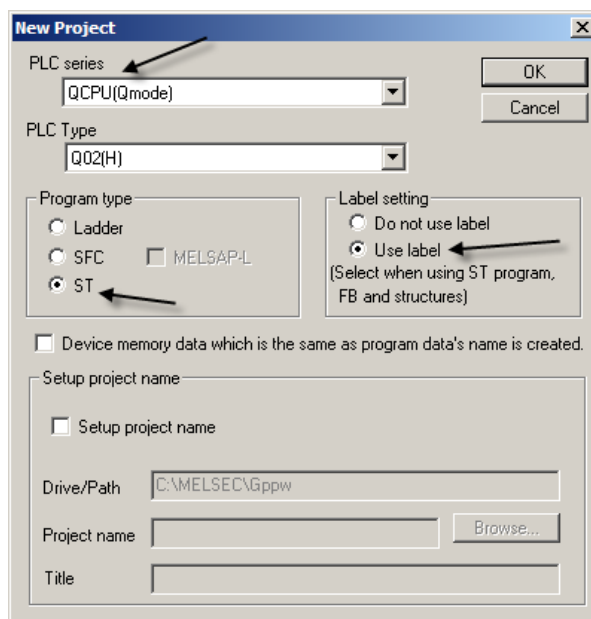 New Project
PLC series
QCPU(Qmode)
OK
Cancel
PLC Type
Q02(H)
Program type
Ladder
SFC
MELSAP-L
ST
Label setting
Do not use label
Use label
(Select when using ST program,
FB and structures)
Device memory data which is the same as program data's name is created.
Setup project name
Setup project name
Drive/Path
C:\MELSEC\Gppw
Project name
Browse...
Title